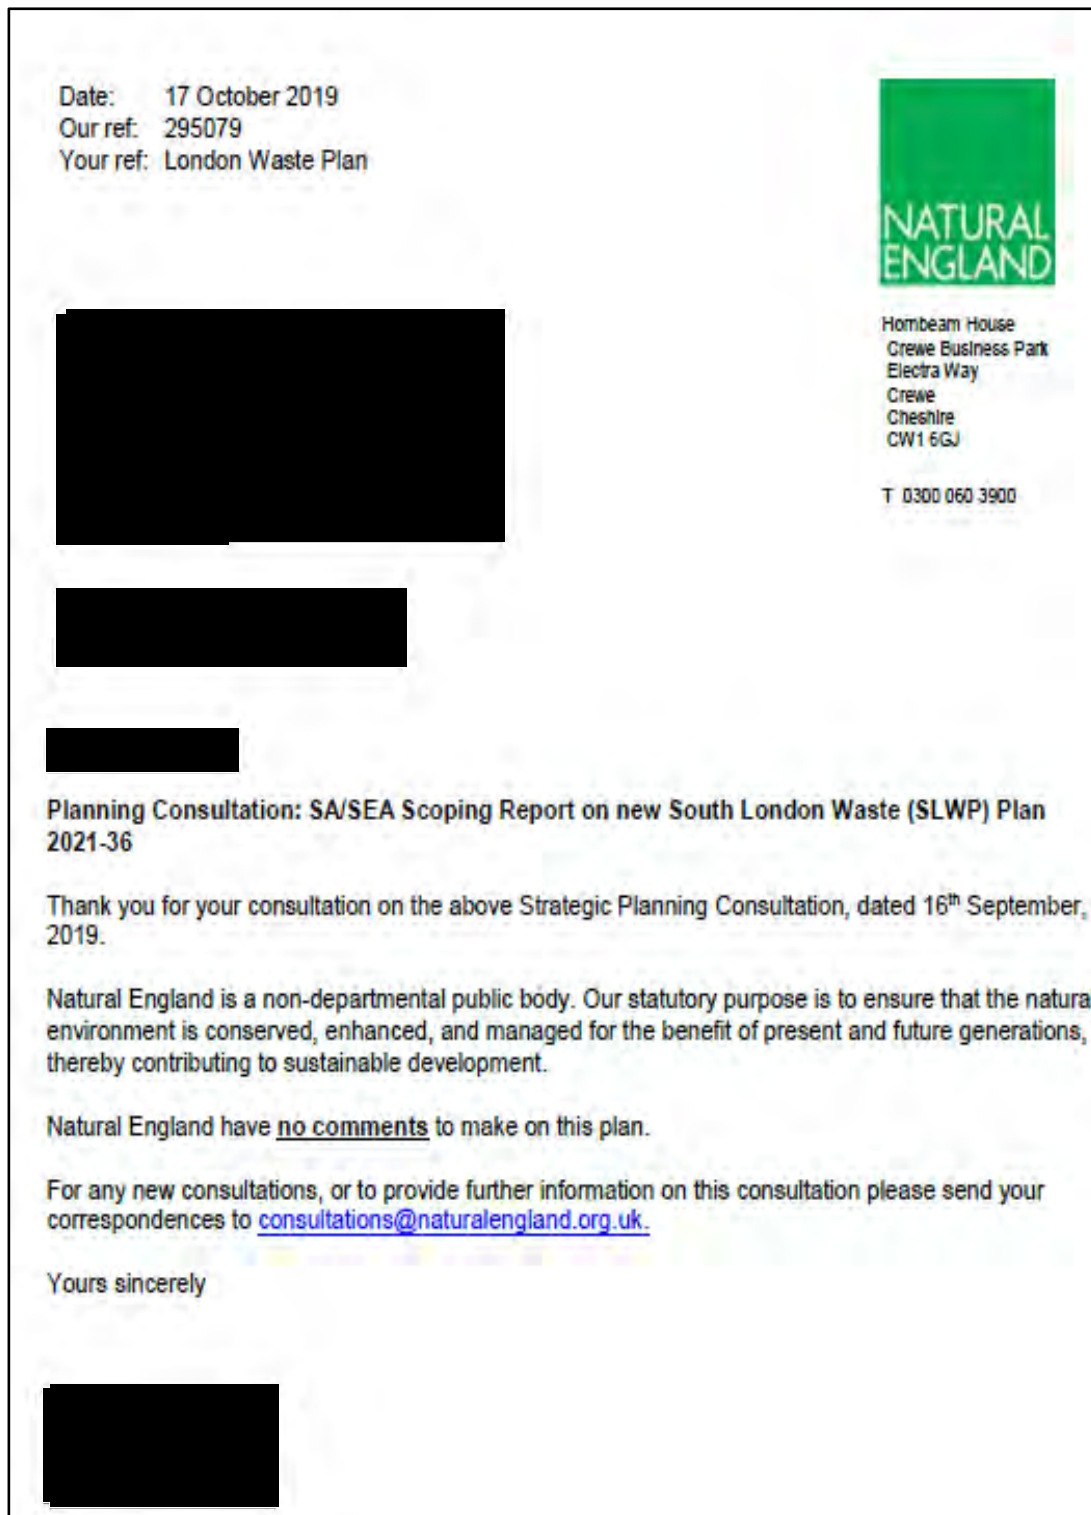 Date: 17 October 2019
Our ref: 295079
Your ref: London Waste Plan
NATURAL
ENGLAND
Hornbeam House
Crewe Business Park
Electra Way
Crewe
Cheshire
CW1 6GJ
T 0300 060 3900
Planning Consultation: SA/SEA Scoping Report on new South London Waste (SLWP) Plan
2021-36
Thank you for your consultation on the above Strategic Planning Consultation, dated 16th September,
2019.
Natural England is a non-departmental public body. Our statutory purpose is to ensure that the natura
environment is conserved, enhanced, and managed for the benefit of present and future generations,
thereby contributing to sustainable development.
Natural England have no comments to make on this plan.
For any new consultations, or to provide further information on this consultation please send your
correspondences to consultations@naturalengland.org.uk.
Yours sincerely